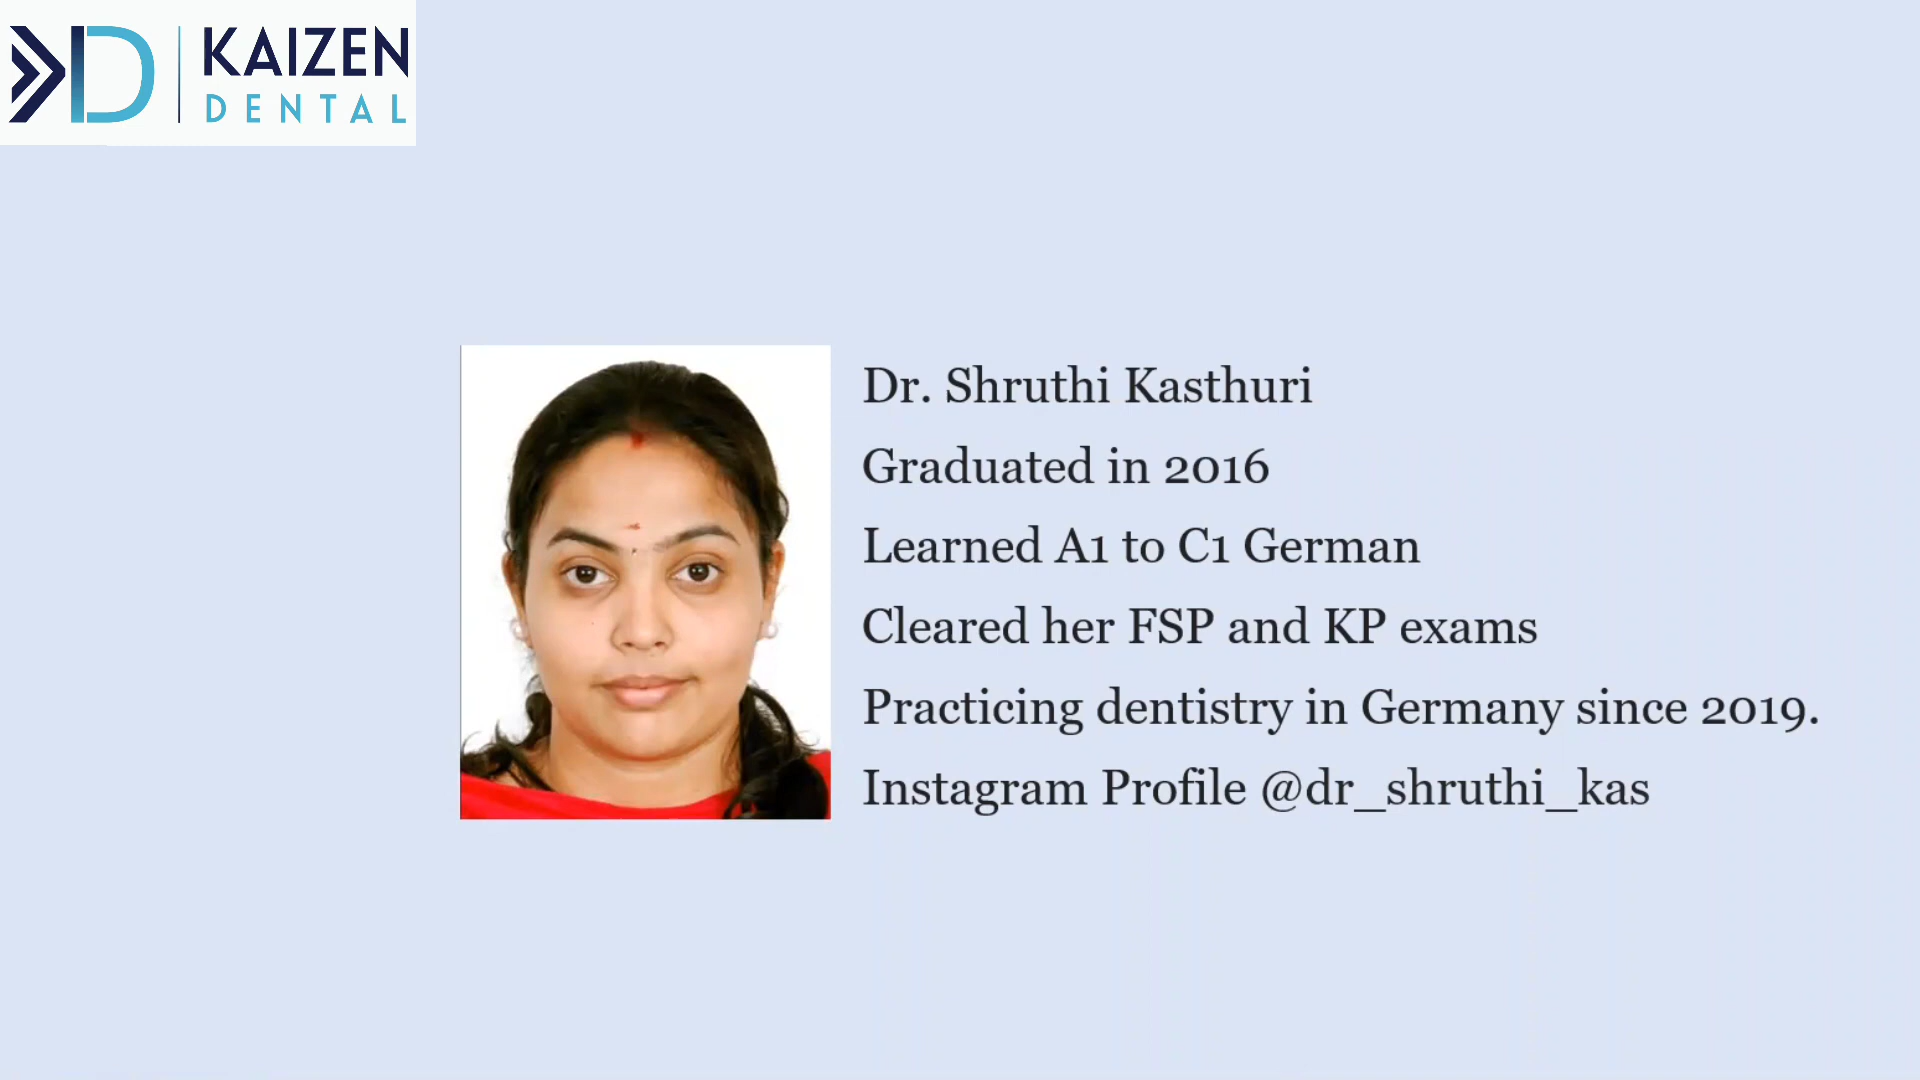 KAIZEN
DENTAL
Dr. Shruthi Kasthuri
Graduated in 2016
Learned A1 to C1 German
Cleared her FSP and KP exams
Practicing dentistry in Germany since 2019.
Instagram Profile @dr_shruthi_kas